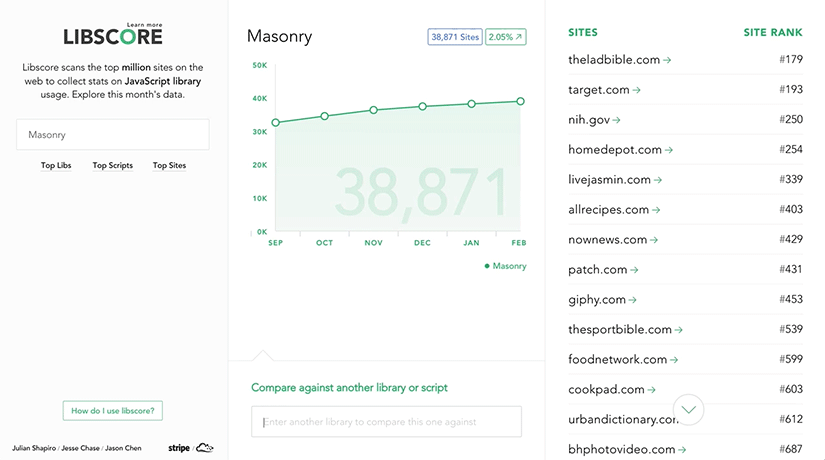 Learn more
LIBSCORE
Libscore scans the top million sites on the
web to collect stats on JavaScript library
usage. Explore this month's data.
Masonry
Top Libs Top Scripts Top Sites
How do I use libscore?
Julian Shapiro / Jesse Chase / Jason Chen stripe /
Masonry 38,871 Sites 2.05% ↗
50K
40K
30K
20K
10K
0K
38,871
SEP OCT NOV DEC JAN FEB
Masonry
Compare against another library or script
Enter another library to compare this one against
SITES SITE RANK
theladbible.com → #179
target.com → #193
nih.gov → #250
homedepot.com → #254
livejasmin.com → #339
allrecipes.com → #403
nownews.com → #429
patch.com → #431
giphy.com → #453
thesportbible.com → #539
foodnetwork.com → #599
cookpad.com → #603
urbandictionary.com #612
bhphotovideo.com → #687